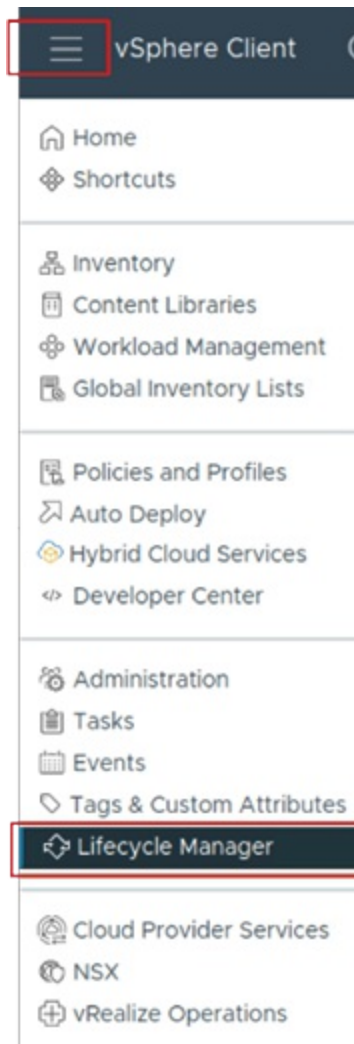 vSphere Client
Home
Shortcuts
Inventory
Content Libraries
Workload Management
Global Inventory Lists
Policies and Profiles
Auto Deploy
Hybrid Cloud Services
Developer Center
Administration
Tasks
Events
Tags & Custom Attributes
Lifecycle Manager
Cloud Provider Services
NSX
vRealize Operations